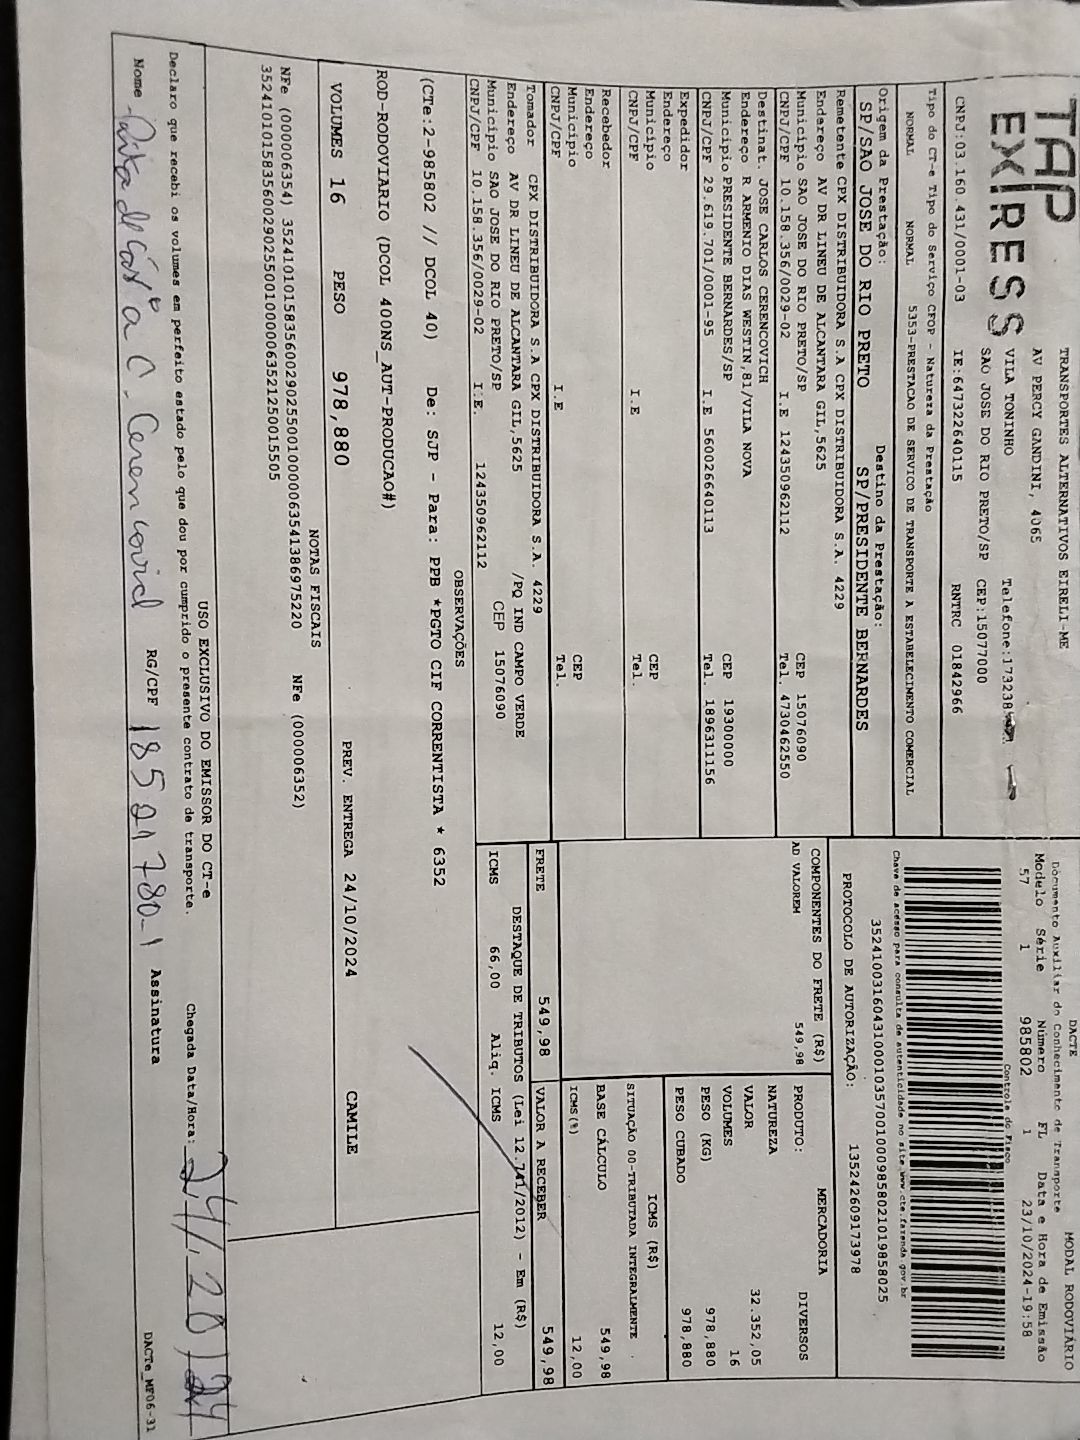 TAP
EXPRESS
TRANSPORTES ALTERNATIVOS EIRELI-ME
AV PERCY GANDINI, 4065
VILA TONINHO Telefone:173238
SAO JOSE DO RIO PRETO/SP CEP:15077000
CNPJ:03.160.431/0001-03 IE:647322640115 RNTRC 01842966
Tipo do CT-e Tipo do Serviço CFOP - Natureza da Prestação
NORMAL NORMAL 5353-PRESTACAO DE SERVICO DE TRANSPORTE A ESTABELECIMENTO COMERCIAL
Origem da Prestação: Destino da Prestação:
SP/SAO JOSE DO RIO PRETO SP/PRESIDENTE BERNARDES
Remetente CPX DISTRIBUIDORA S.A CPX DISTRIBUIDORA S.A. 4229
Endereço AV DR LINEU DE ALCANTARA GIL,5625
Município SAO JOSE DO RIO PRETO/SP CEP 15076090
CNPJ/CPF 10.158.356/0029-02 I.E 124350962112 Tel. 4730462550
Destinat. JOSE CARLOS CERENCOVICH
Endereço R ARMENIO DIAS WESTIN,81/VILA NOVA
Município PRESIDENTE BERNARDES/SP CEP 19300000
CNPJ/CPF 29.619.701/0001-95 I.E 560026640113 Tel. 1896311156
Expedidor
Endereço
Município CEP
CNPJ/CPF I.E Tel.
Recebedor
Endereço
Município CEP
CNPJ/CPF I.E Tel.
Tomador CPX DISTRIBUIDORA S.A CPX DISTRIBUIDORA S.A. 4229
Endereço AV DR LINEU DE ALCANTARA GIL,5625 /PQ IND CAMPO VERDE
Município SAO JOSE DO RIO PRETO/SP CEP 15076090
CNPJ/CPF 10.158.356/0029-02 I.E. 124350962112
DACTE MODAL RODOVIÁRIO
Documento Auxiliar do Conhecimento de Transporte
Modelo Série Número FL Data e Hora de Emissão
57 1 985802 1 23/10/2024-19:58
Controle do Fisco
Chave de acesso para consulta de autenticidade no site www.cte.fazenda.gov.br
35241003160431000103570010009858021019858025
PROTOCOLO DE AUTORIZAÇÃO: 135242609173978
COMPONENTES DO FRETE (R$)
AD VALOREM 549,98
MERCADORIA
PRODUTO: DIVERSOS
NATUREZA
VALOR 32.352,05
VOLUMES 16
PESO (KG) 978,880
PESO CUBADO 978,880
ICMS (R$)
SITUAÇÃO 00-TRIBUTADA INTEGRALMENTE
BASE CÁLCULO 549,98
ICMS(%) 12,00
FRETE 549,98 VALOR A RECEBER 549,98
DESTAQUE DE TRIBUTOS (Lei 12.741/2012) - Em (R$)
ICMS 66,00 Aliq. ICMS 12,00
OBSERVAÇÕES
(CTe:2-985802 // DCOL 40) De: SJP - Para: PPB *PGTO CIF CORRENTISTA * 6352
ROD-RODOVIARIO (DCOL 400NS_AUT-PRODUCAO#)
VOLUMES 16 PESO 978,880 PREV. ENTREGA 24/10/2024 CAMILE
NOTAS FISCAIS
NFe (000006354) 35241010158356002902550010000063541386975220 NFe (000006352)
35241010158356002902550010000063521250015505
USO EXCLUSIVO DO EMISSOR DO CT-e
Declaro que recebi os volumes em perfeito estado pelo que dou por cumprido o presente contrato de transporte. Chegada Data/Hora: 24/
Nome Rita de Cásia C. Cerencovich RG/CPF 18521780-1 Assinatura
DACTe_MF06-31